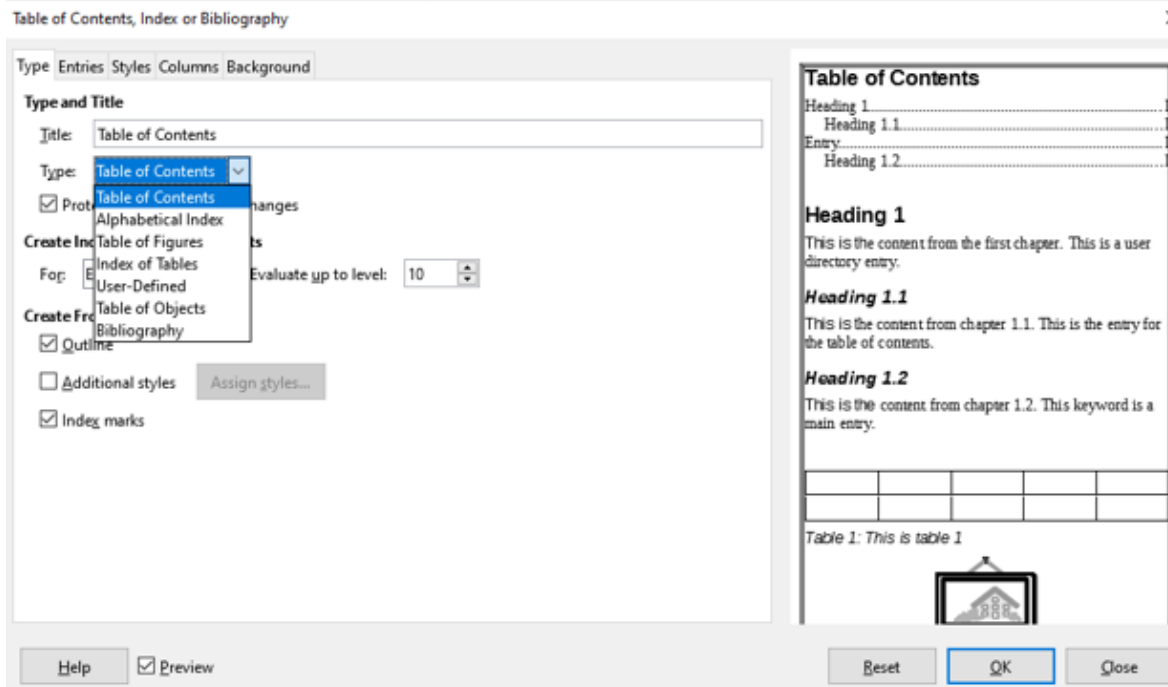 Table of Contents, Index or Bibliography
Type Entries Styles Columns Background
Type and Title
Title: Table of Contents
Type: Table of Contents
Table of Contents
Alphabetical Index
Table of Figures
Index of Tables
User-Defined
Table of Objects
Bibliography
Prot hanges
Create Ind ts
For: E Evaluate up to level: 10
Create Fro
Outline
Additional styles Assign styles...
Index marks
Help Preview
Table of Contents
Heading 1
Heading 1.1
Entry
Heading 1.2
Heading 1
This is the content from the first chapter. This is a user
directory entry.
Heading 1.1
This is the content from chapter 1.1. This is the entry for
the table of contents.
Heading 1.2
This is the content from chapter 1.2. This keyword is a
main entry.
Table 1: This is table 1
Reset OK Close